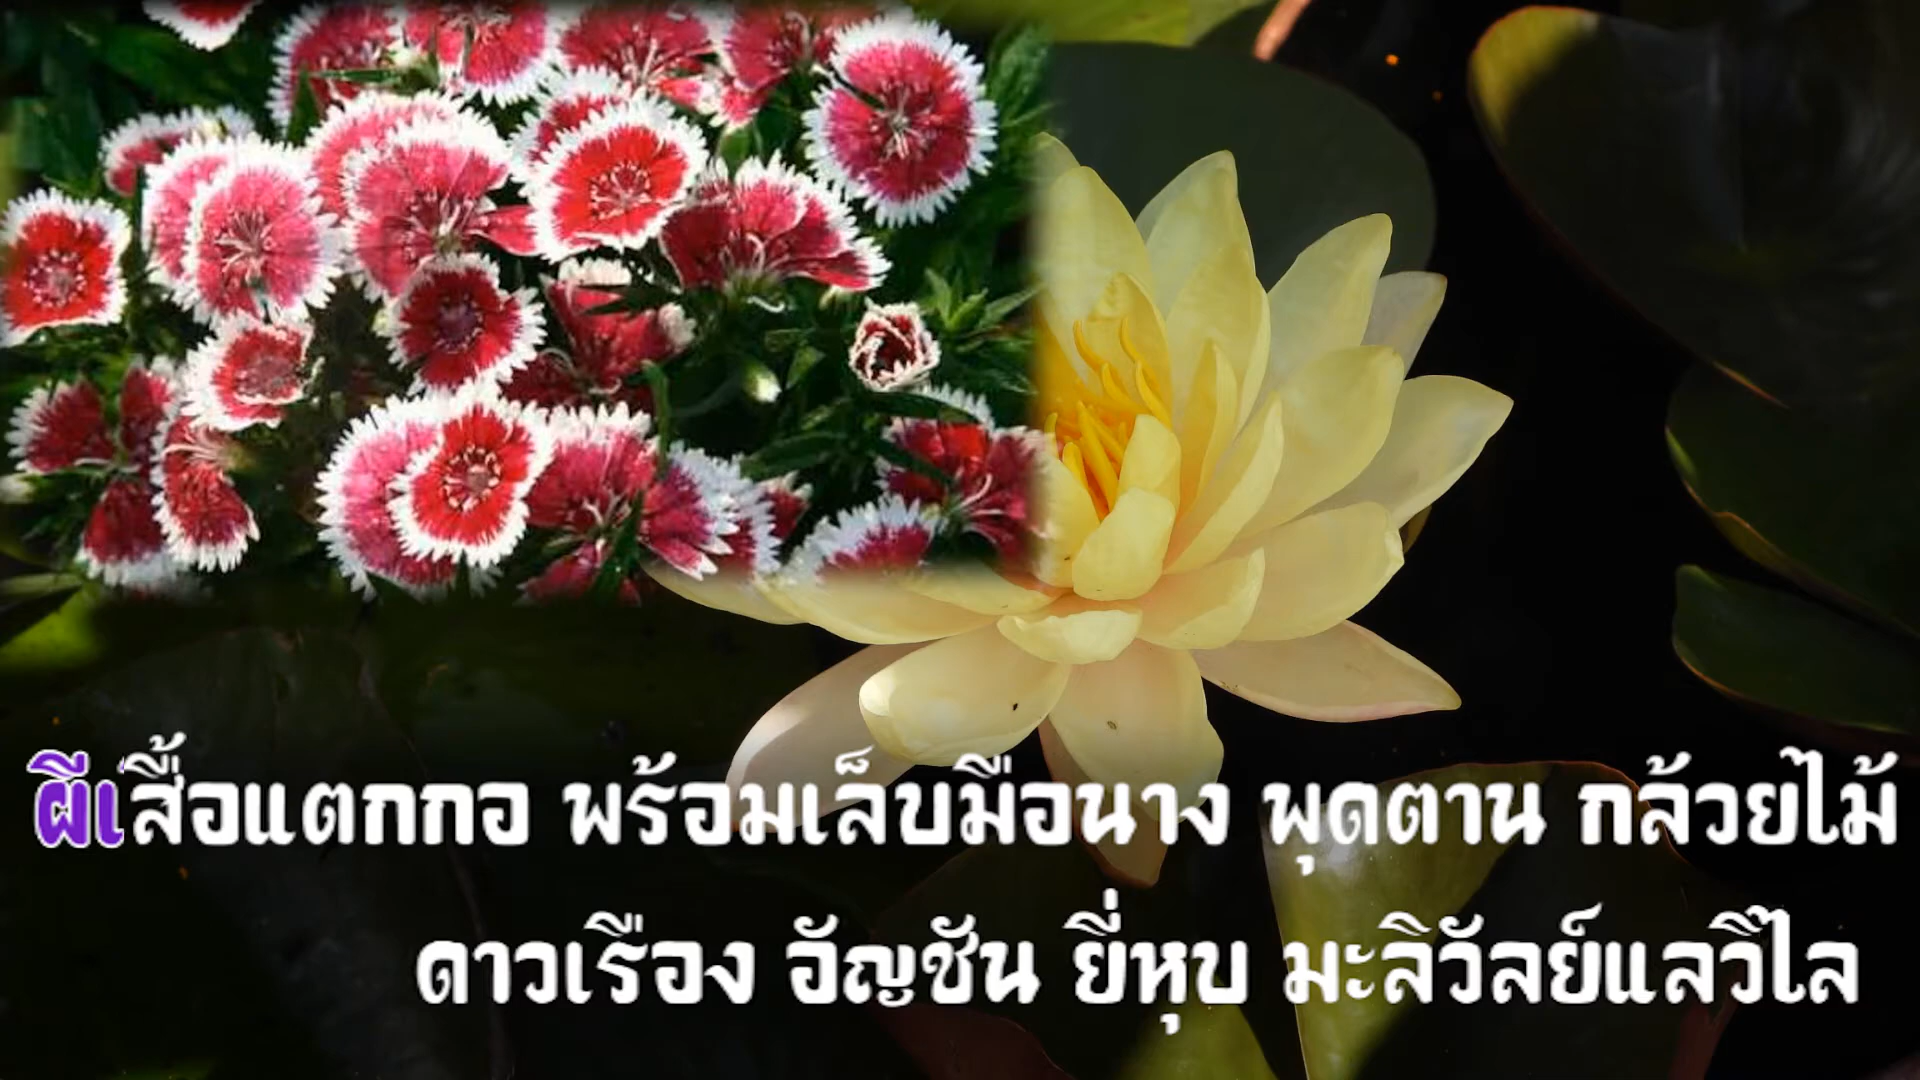 ผีเสื้อแตกกอ พร้อมเล็บมือนาง พุดตาน กล้วยไม้
ดาวเรือง อัญชัน ยี่หุบ มะลิวัลย์แลวิไล